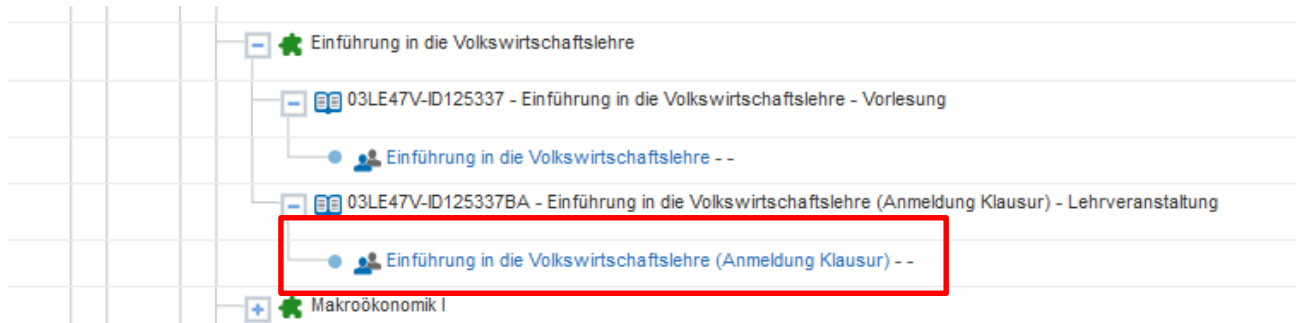 Einführung in die Volkswirtschaftslehre
03LE47V-ID125337 - Einführung in die Volkswirtschaftslehre - Vorlesung
Einführung in die Volkswirtschaftslehre - -
03LE47V-ID125337BA - Einführung in die Volkswirtschaftslehre (Anmeldung Klausur) - Lehrveranstaltung
Einführung in die Volkswirtschaftslehre (Anmeldung Klausur) - -
Makroökonomik I